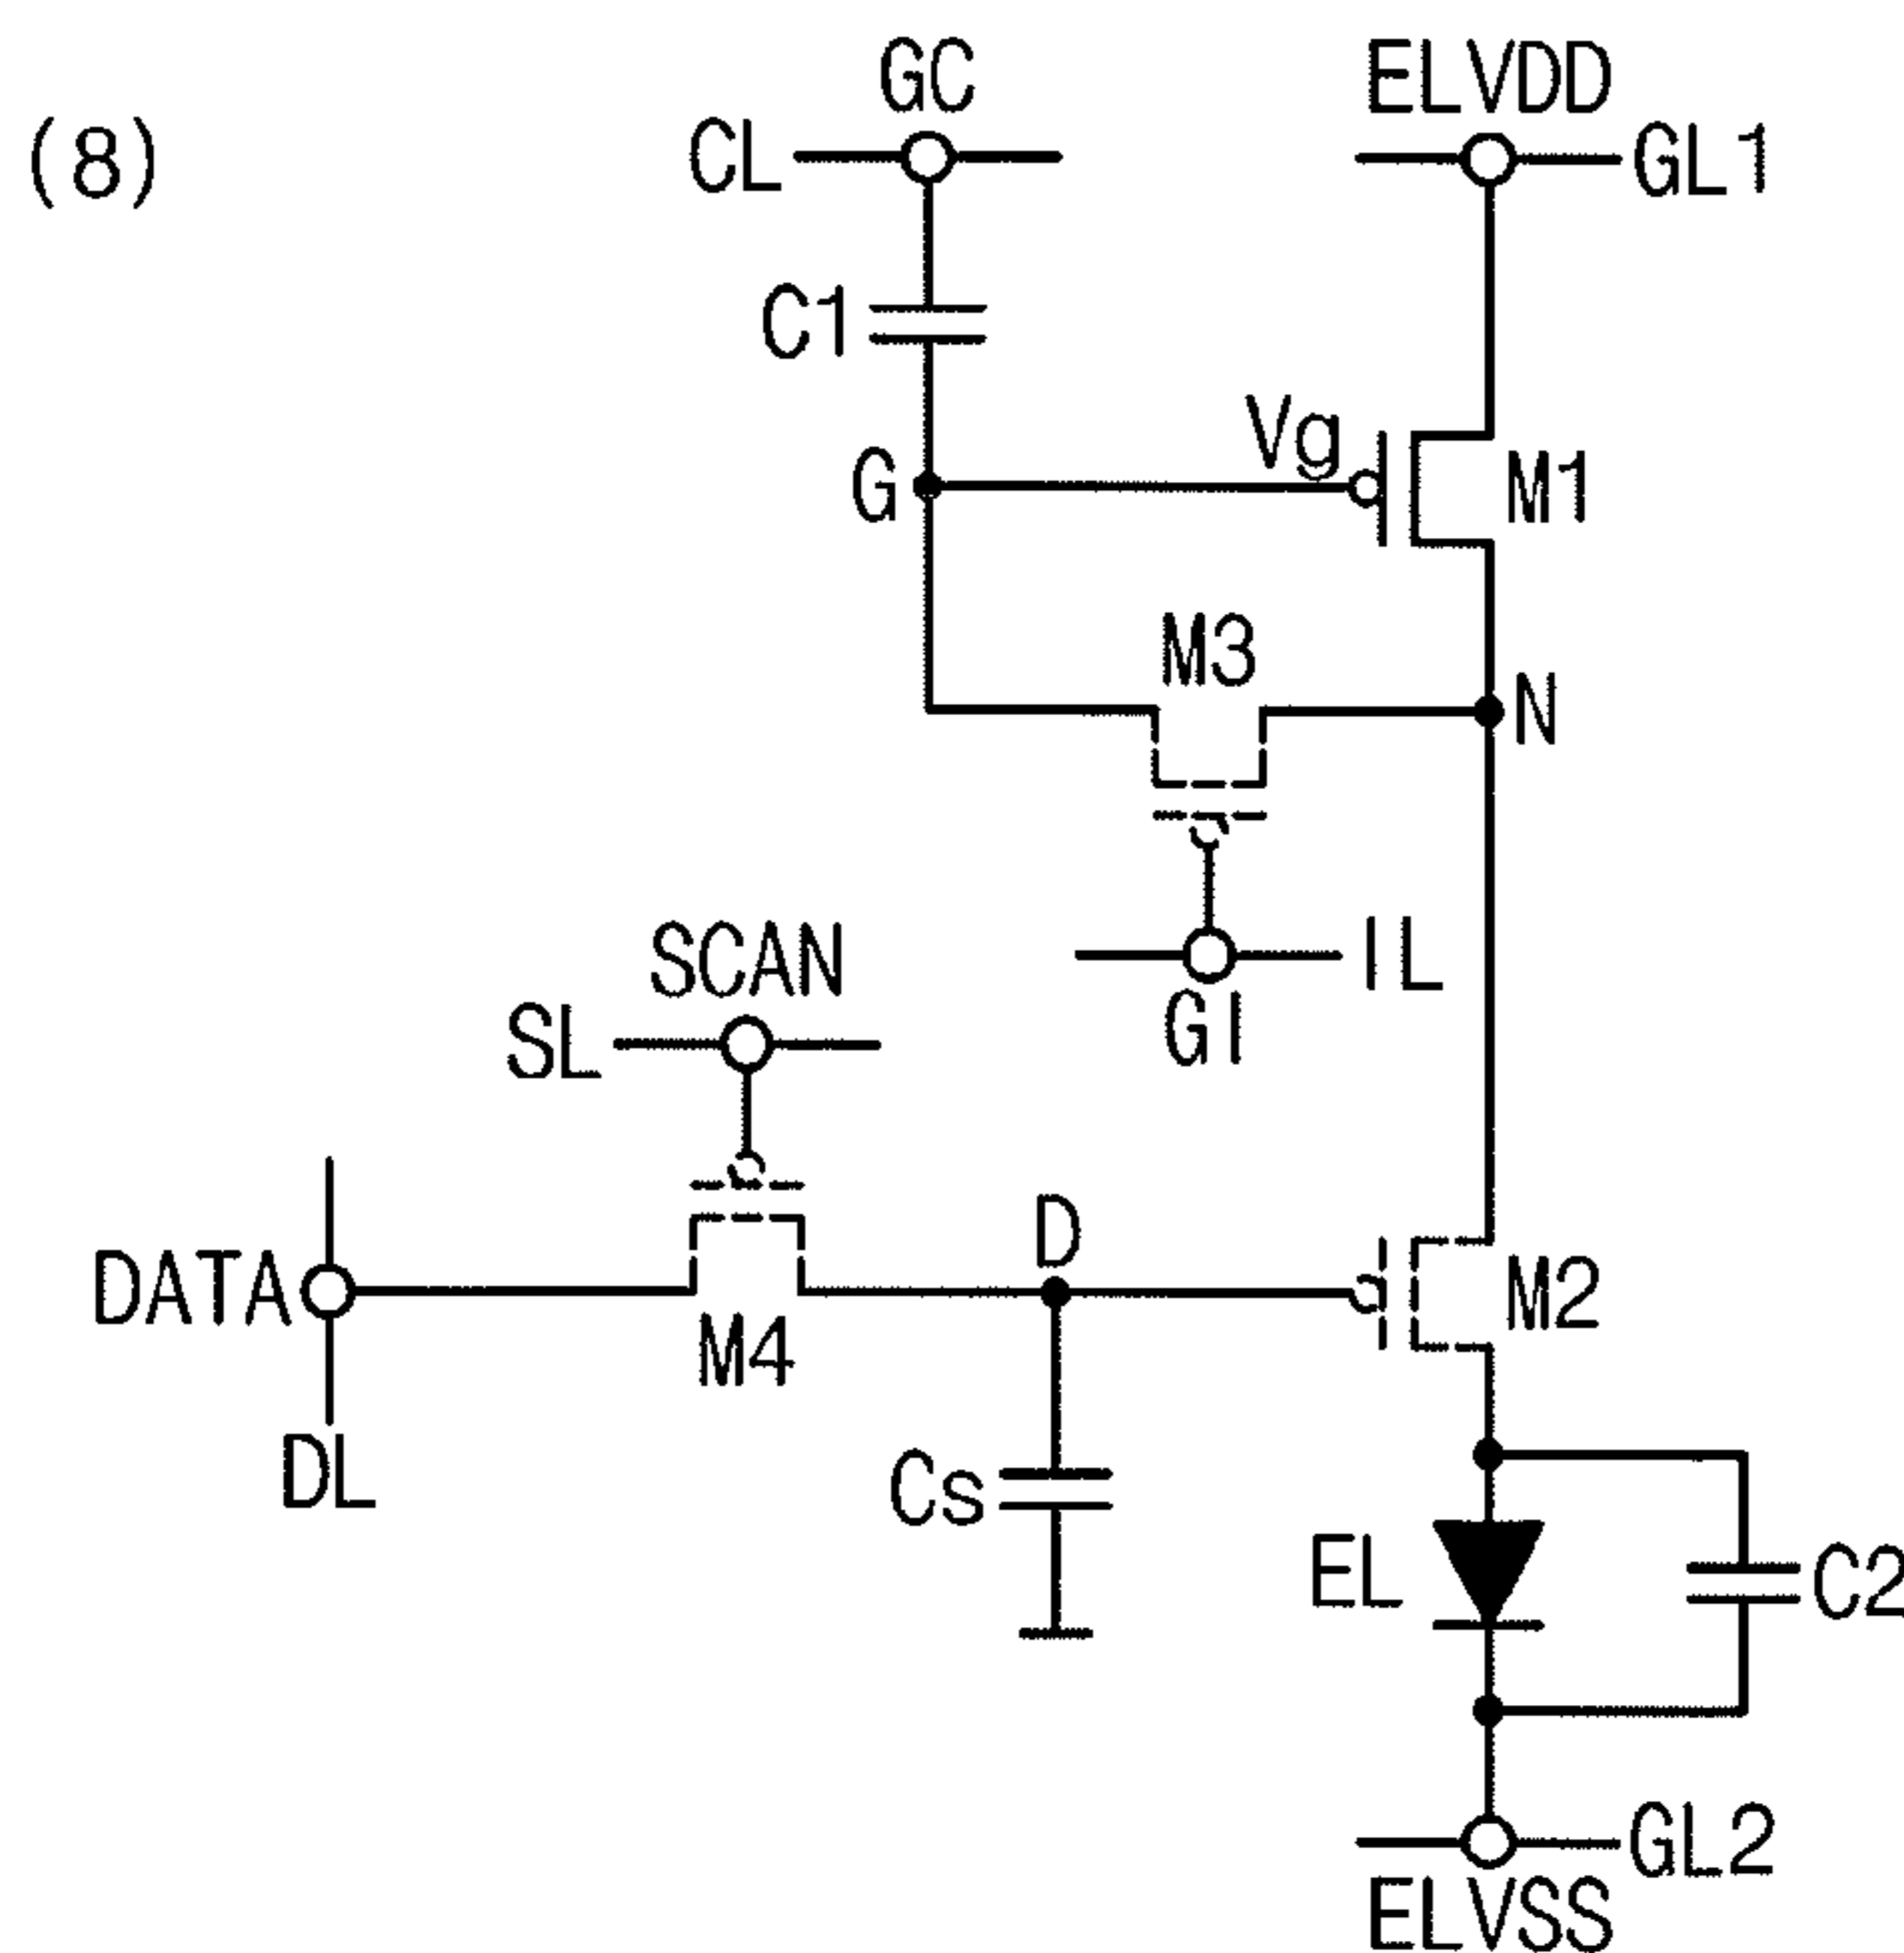 (8)
GC
ELVDD
CL
GL1
C1
Vg
G
M1
M3
N
SCAN
IL
SL
GI
D
DATA
M2
M4
DL
Cs
EL
C2
GL2
ELVSS